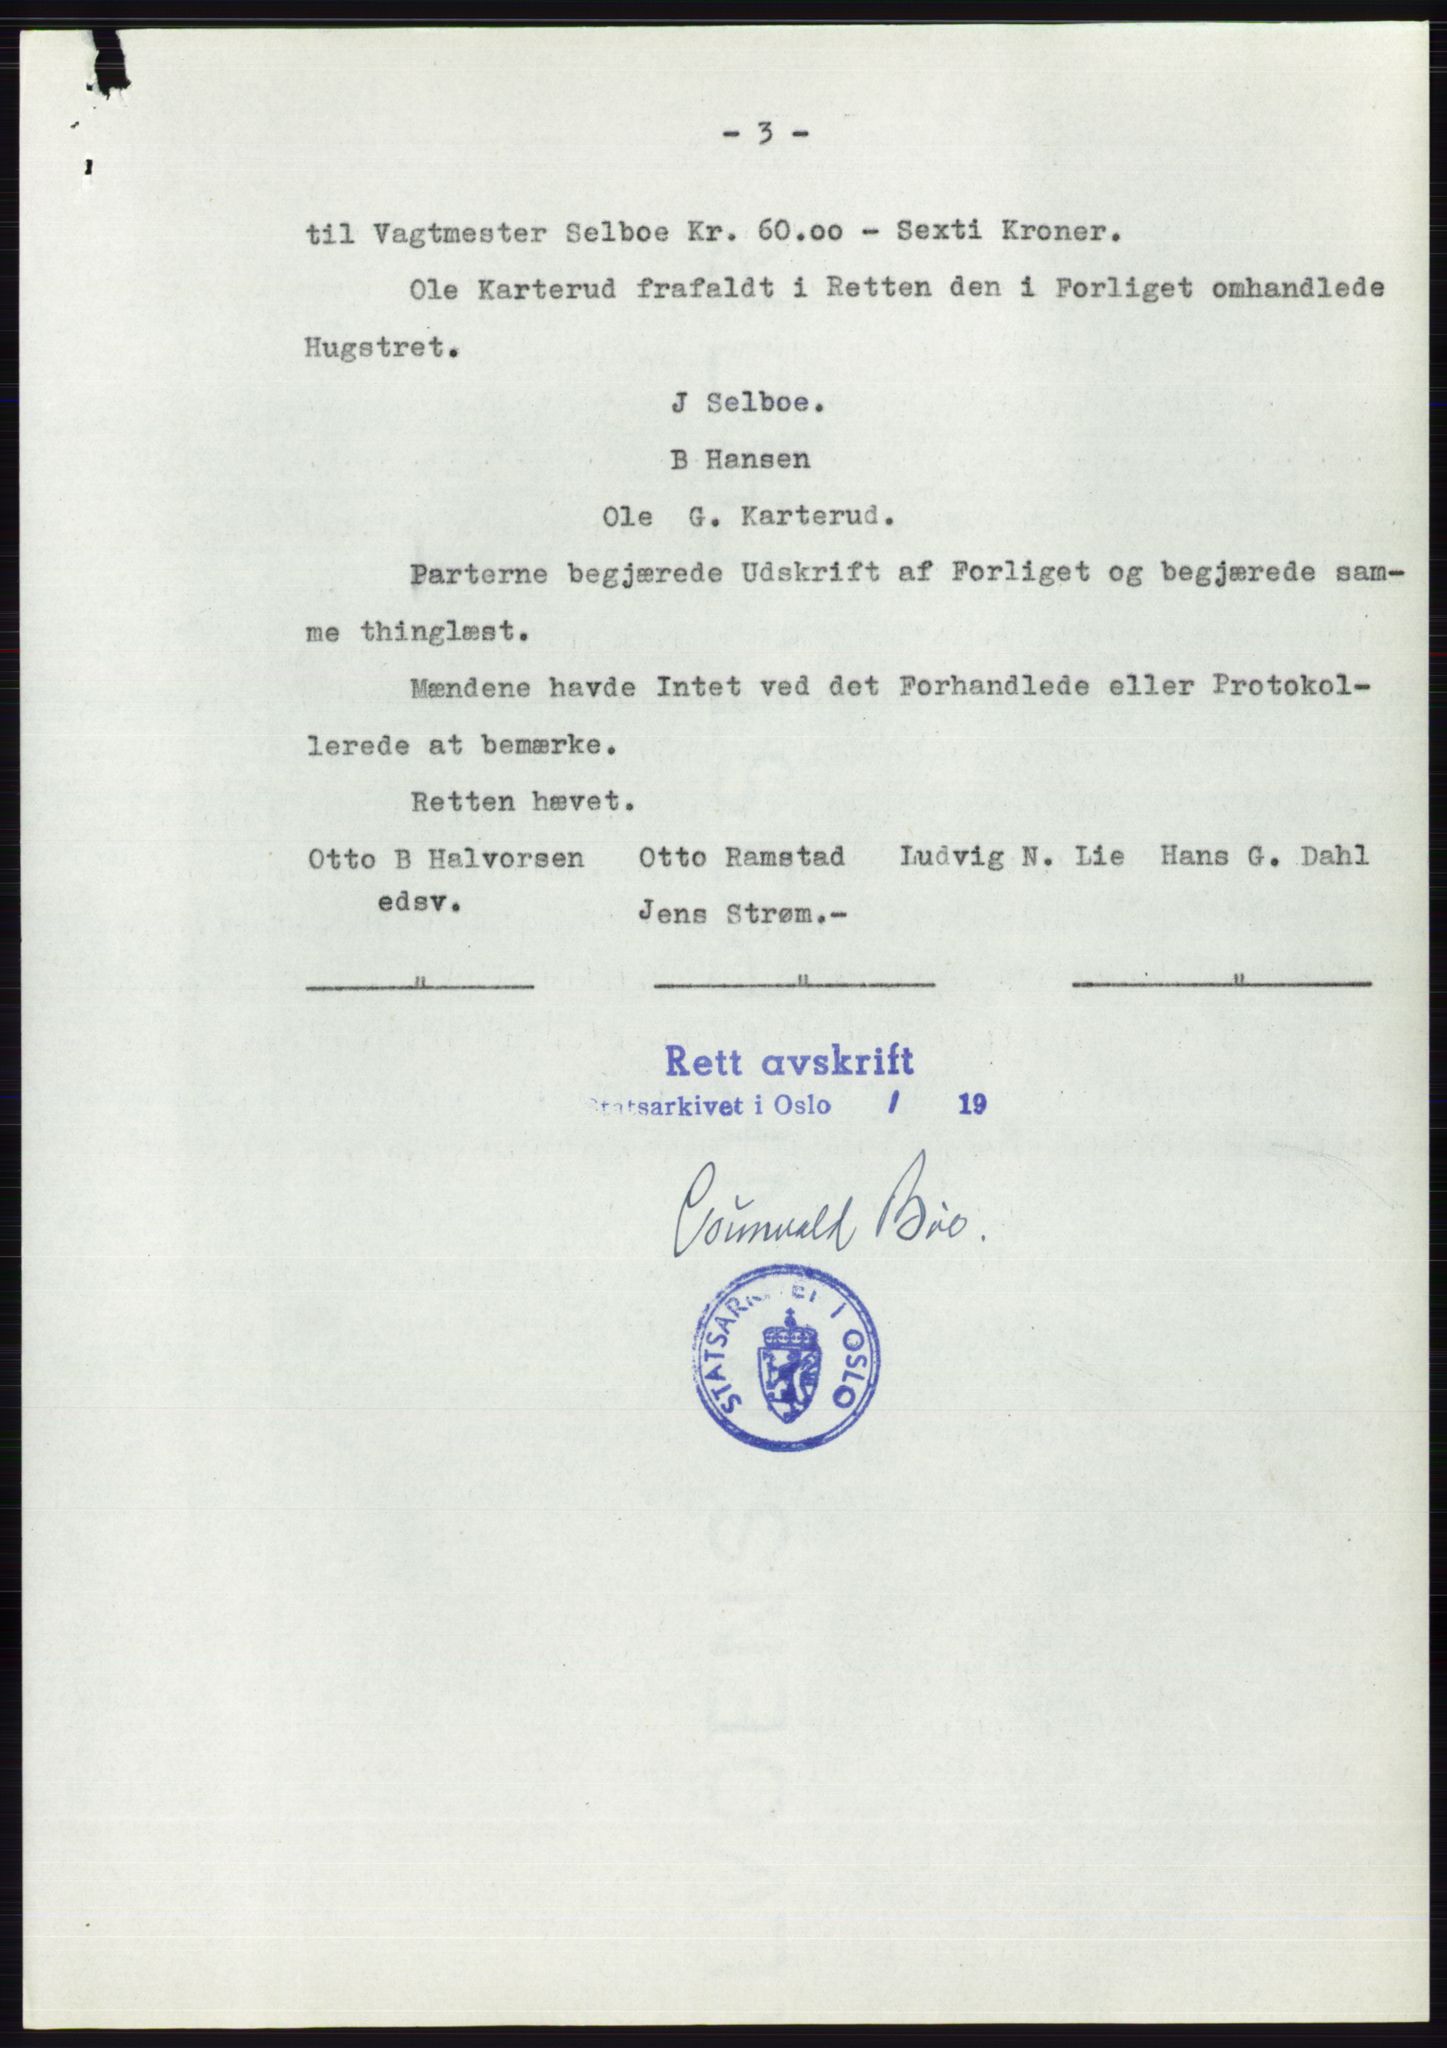 - 3 -
til Vagtmester Selboe Kr. 60.oo - Sexti Kroner.
Ole Karterud frafaldt i Retten den i Forliget omhandlede
Hugstret.
J Selboe.
B Hansen
Ole G. Karterud.
Parterne begjærede Udskrift af Forliget og begjærede sam-
me thinglæst.
Mændene havde Intet ved det Forhandlede eller Protokol-
lerede at bemærke.
Retten hævet.
Otto B Halvorsen Otto Ramstad Ludvig N. Lie Hans G. Dahl
edsv. Jens Strøm.-
" " "
Rett avskrift
Statsarkivet i Oslo / 19
STATSARKIVET I OSLO